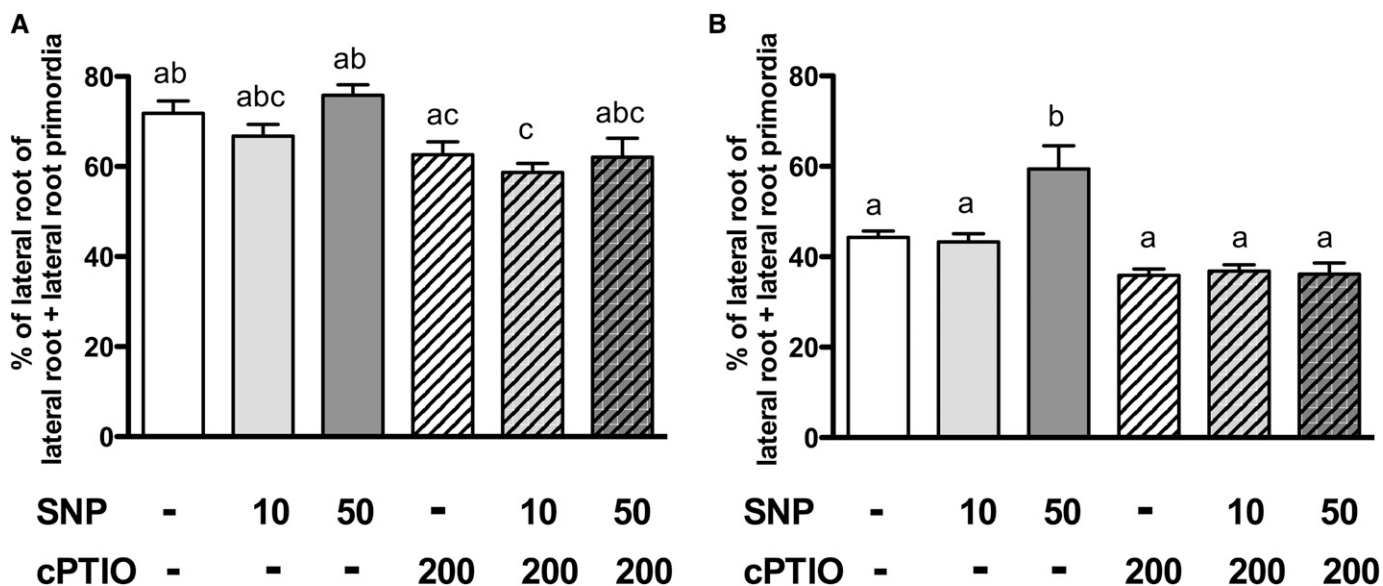 A
% of lateral root of
lateral root + lateral root primordia
80
60
40
20
0
ab
abc
ab
ac
c
abc
SNP - 10 50 - 10 50
cPTIO - - - 200 200 200
B
% of lateral root of
lateral root + lateral root primordia
80
60
40
20
0
a
a
b
a
a
a
SNP - 10 50 - 10 50
cPTIO - - - 200 200 200